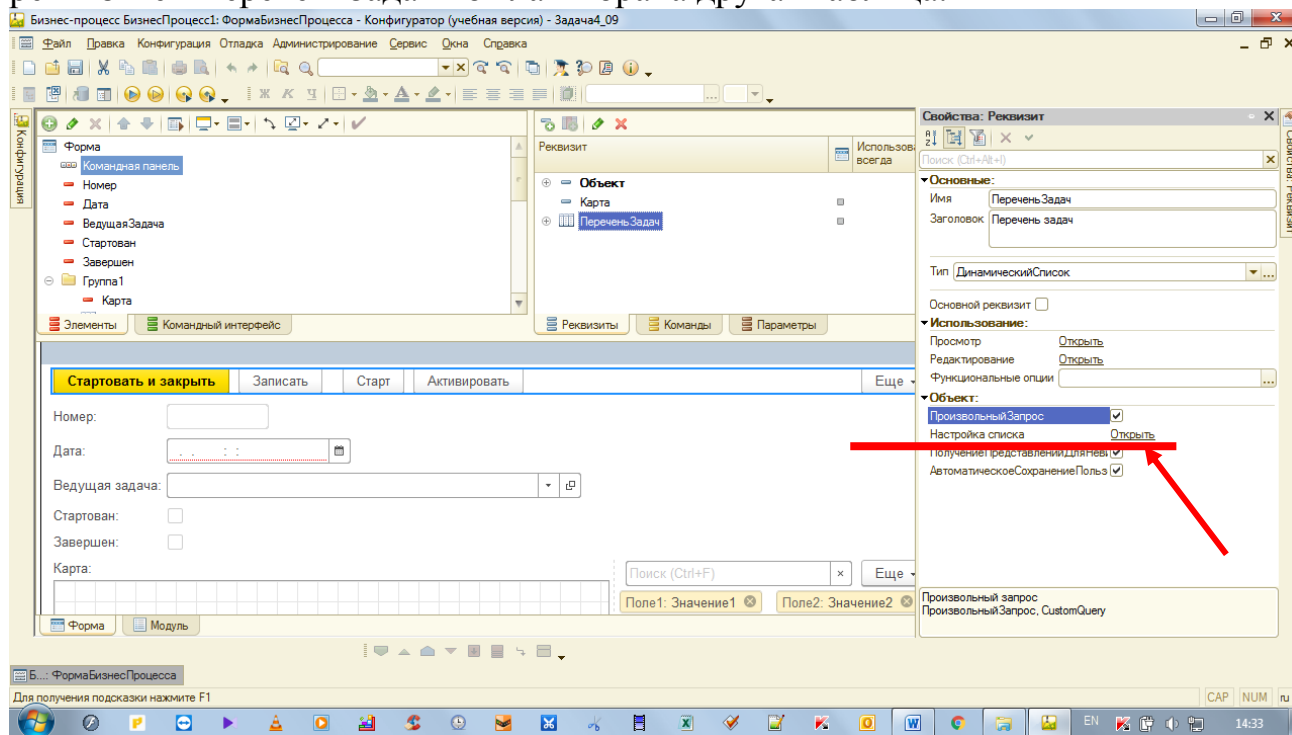 Бизнес-процесс БизнесПроцесс1: ФормаБизнесПроцесса - Конфигуратор (учебная версия) - Задача4_09
Файл Правка Конфигурация Отладка Администрирование Сервис Окна Справка
Ж К Ч
Конфигурация
Форма
Командная панель
Номер
Дата
ВедущаяЗадача
Стартован
Завершен
Группа1
Карта
Элементы Командный интерфейс
Реквизит
Использов
всегда
Объект
Карта
ПереченьЗадач
Реквизиты Команды Параметры
Свойства: Реквизит
Поиск (Ctrl+Alt+I)
Основные:
Имя ПереченьЗадач
Заголовок Перечень задач
Тип ДинамическийСписок
Основной реквизит
Использование:
Просмотр Открыть
Редактирование Открыть
Функциональные опции
Объект:
ПроизвольныйЗапрос
Настройка списка Открыть
ПолучениеПредставленийДляНев
АвтоматическоеСохранениеПольз
Произвольный запрос
ПроизвольныйЗапрос, CustomQuery
Свойства: Реквизит
Стартовать и закрыть Записать Старт Активировать Еще
Номер:
Дата: . . : :
Ведущая задача:
Стартован:
Завершен:
Карта:
Поиск (Ctrl+F) × Еще
Поле1: Значение1 Поле2: Значение2
Форма Модуль
Б...: ФормаБизнесПроцесса
Для получения подсказки нажмите F1
CAP NUM ru
EN 14:33